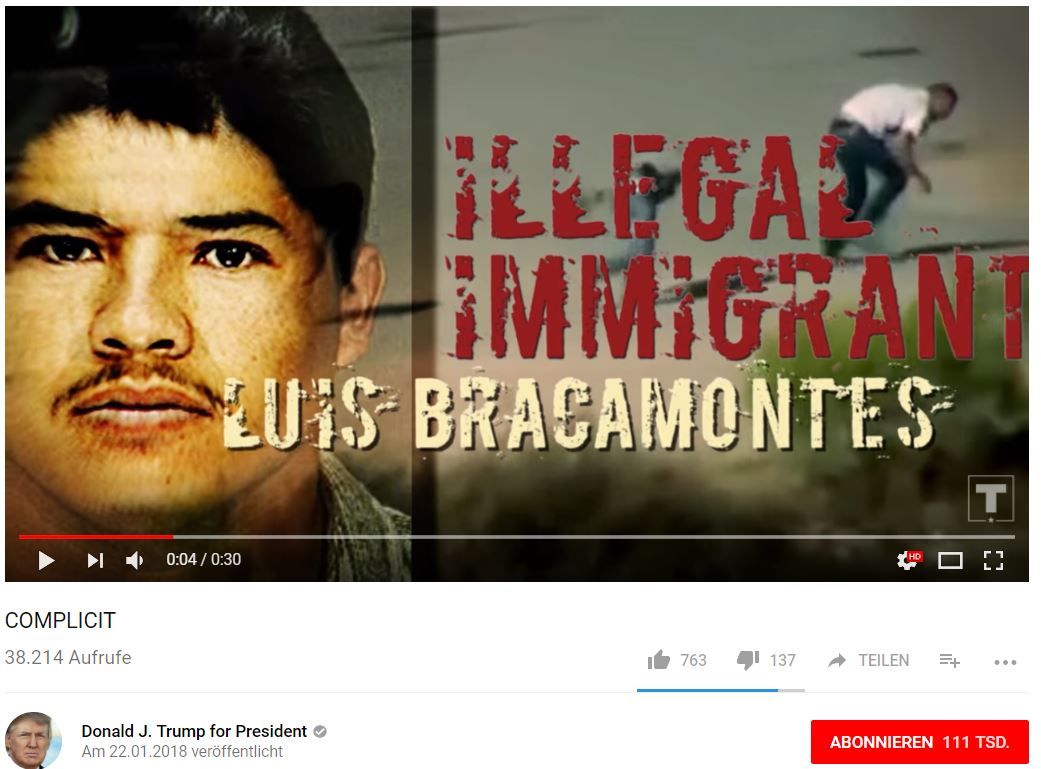 ILLEGAL
IMMIGRANT
LUIS BRACAMONTES
T
0:04 / 0:30
HD
COMPLICIT
38.214 Aufrufe
763
137
TEILEN
Donald J. Trump for President
Am 22.01.2018 veröffentlicht
ABONNIEREN 111 TSD.